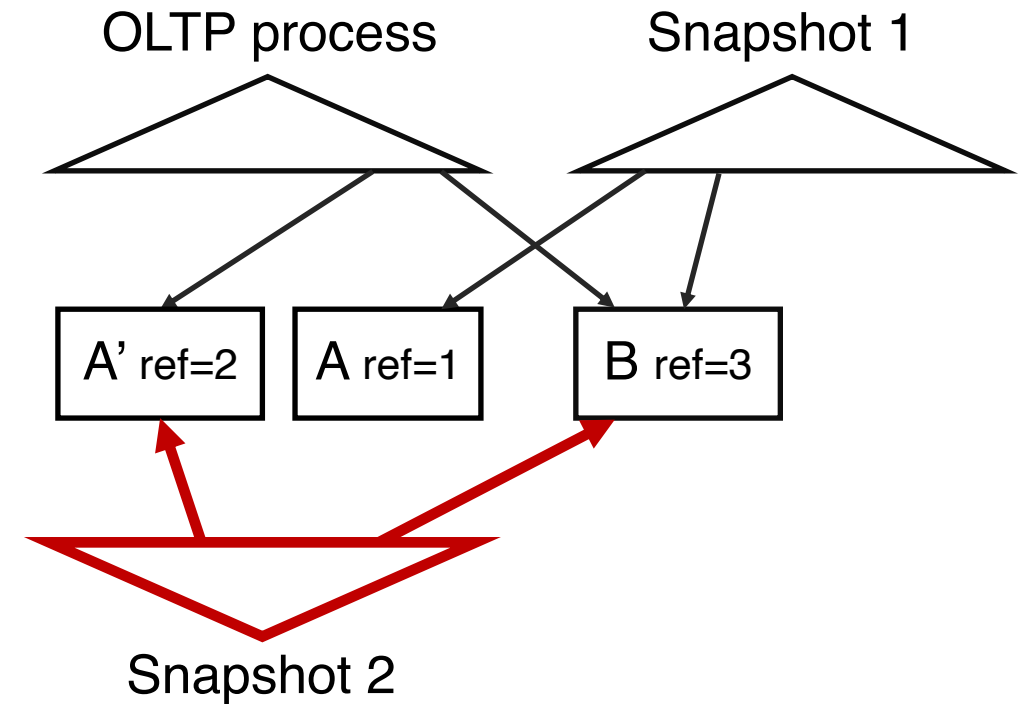 OLTP process
Snapshot 1
A’ ref=2
A ref=1
B ref=3
Snapshot 2